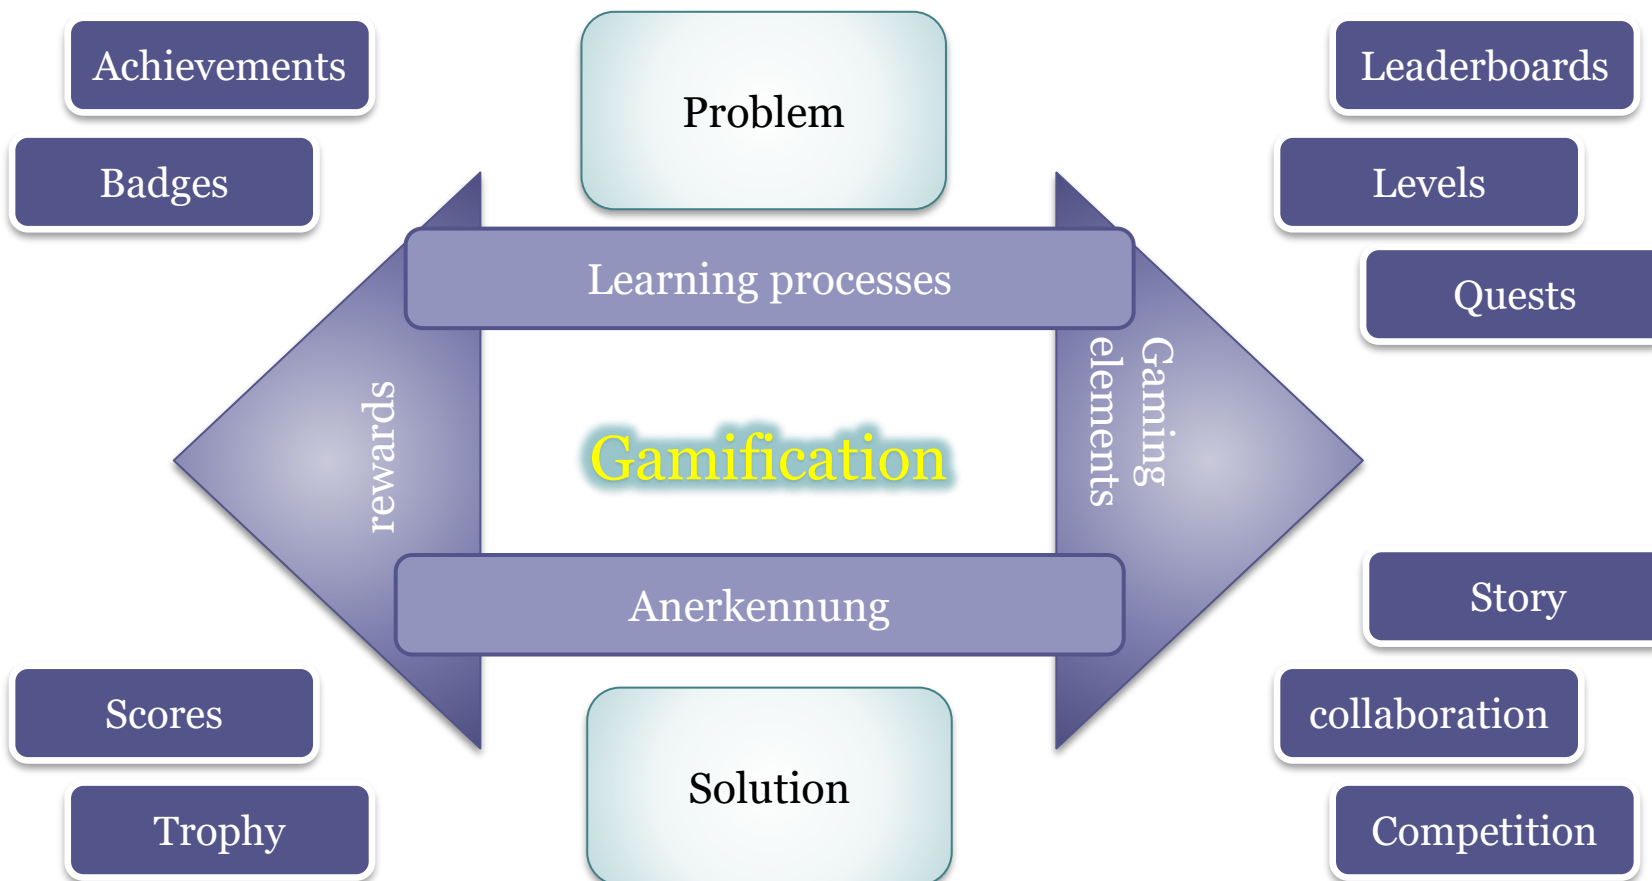 Achievements
Badges
Problem
Leaderboards
Levels
Quests
Learning processes
rewards
Gamification
Gaming
elements
Anerkennung
Story
Scores
collaboration
Trophy
Solution
Competition